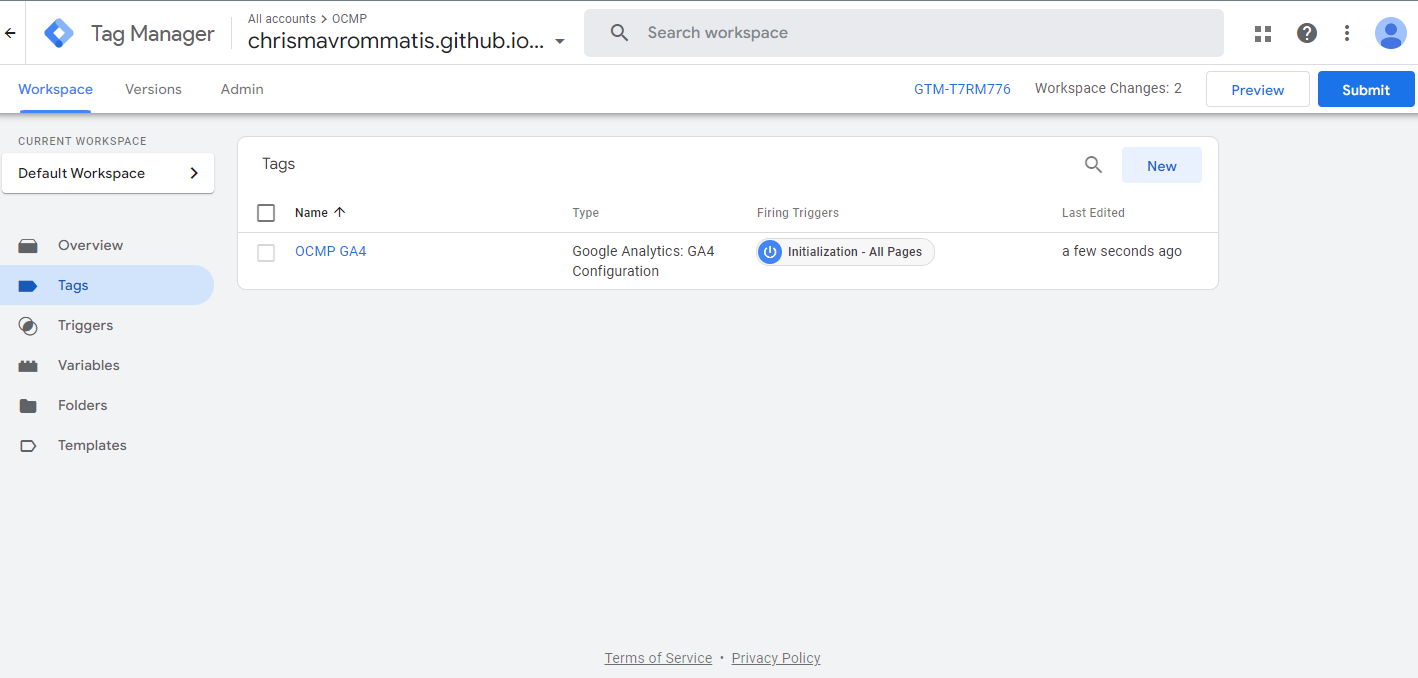 Tag Manager
All accounts > OCMP
chrismavrommatis.github.io...
Search workspace
Workspace
Versions
Admin
GTM-T7RM776
Workspace Changes: 2
Preview
Submit
CURRENT WORKSPACE
Default Workspace
Overview
Tags
Triggers
Variables
Folders
Templates
Tags
New
Name
Type
Firing Triggers
Last Edited
OCMP GA4
Google Analytics: GA4
Configuration
Initialization - All Pages
a few seconds ago
Terms of Service • Privacy Policy